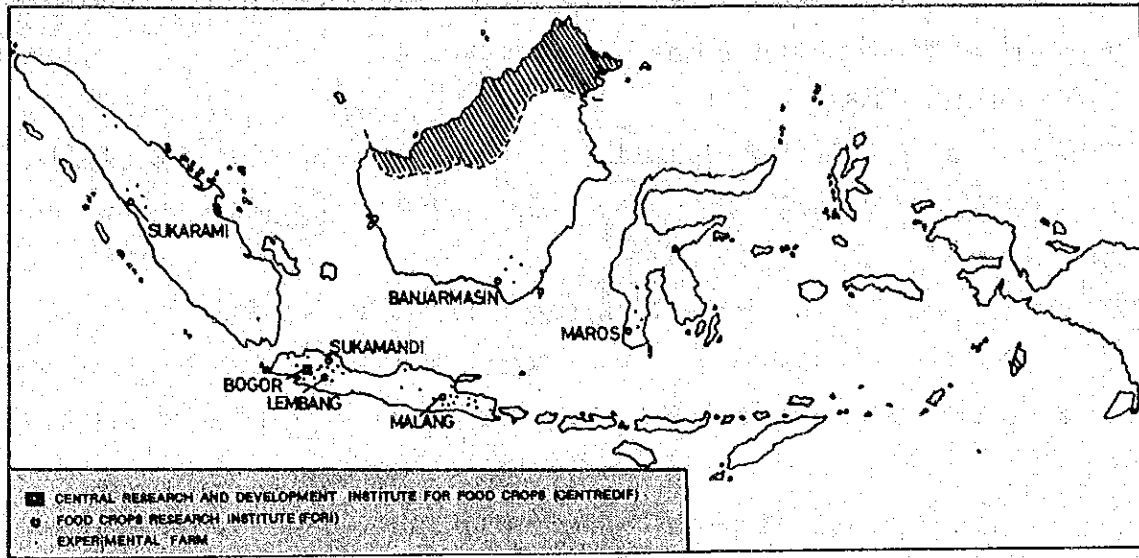 SUKARAMI
BANJARMASIN
MAROS
SUKAMANDI
BOGOR
LEMBANG
MALANG
CENTRAL RESEARCH AND DEVELOPMENT INSTITUTE FOR FOOD CROPS (CENTREDIF)
FOOD CROPS RESEARCH INSTITUTE (FCRI)
EXPERIMENTAL FARM